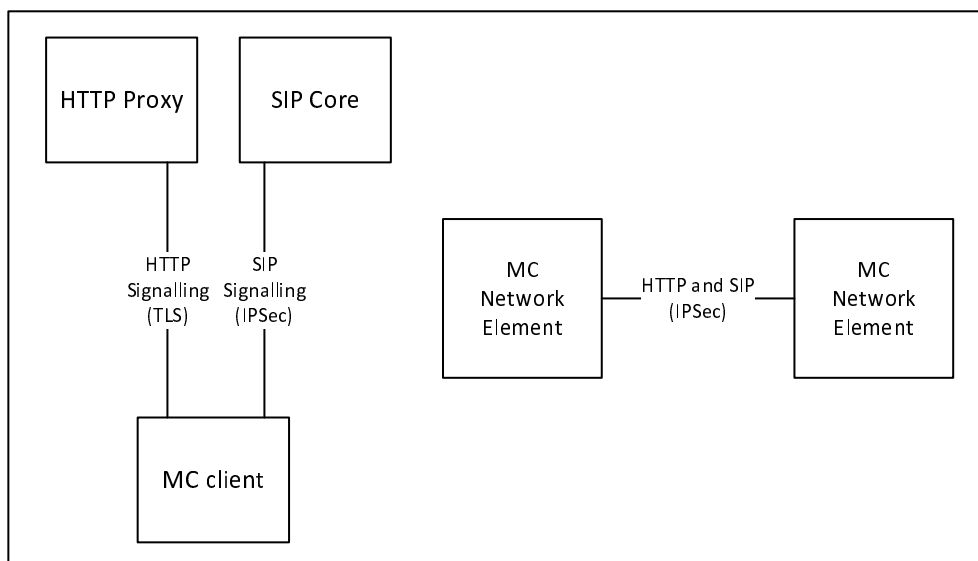 HTTP Proxy
SIP Core
HTTP
Signalling
(TLS)
SIP
Signalling
(IPSec)
MC client
MC
Network
Element
HTTP and SIP
(IPSec)
MC
Network
Element